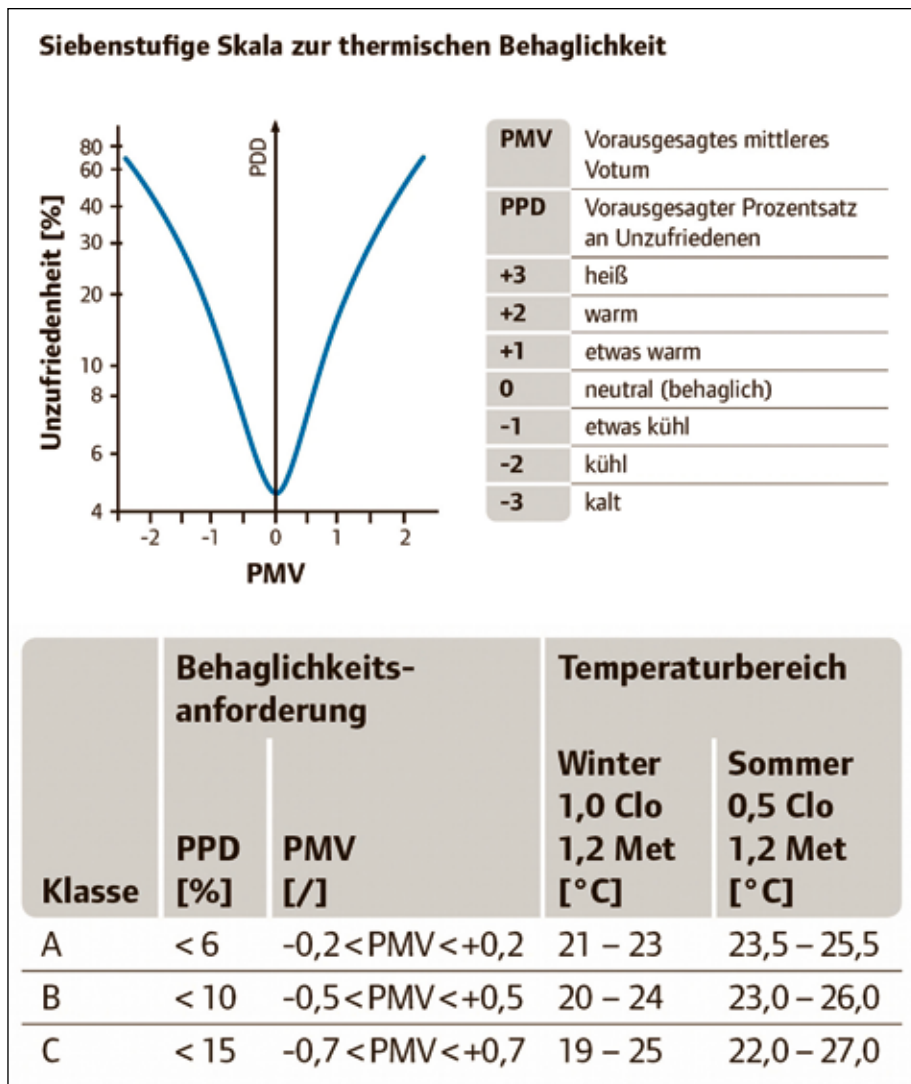 Siebenstufige Skala zur thermischen Behaglichkeit
Unzufriedenheit [%]
80
60
40
30
20
10
8
6
4
PDD
-2 -1 0 1 2
PMV
PMV Vorausgesagtes mittleres
Votum
PPD Vorausgesagter Prozentsatz
an Unzufriedenen
+3 heiß
+2 warm
+1 etwas warm
0 neutral (behaglich)
-1 etwas kühl
-2 kühl
-3 kalt
Behaglichkeits-
anforderung
Temperaturbereich
Klasse
PPD
[%]
PMV
[/]
Winter
1,0 Clo
1,2 Met
[°C]
Sommer
0,5 Clo
1,2 Met
[°C]
A < 6 -0,2<PMV<+0,2 21 – 23 23,5 – 25,5
B < 10 -0,5<PMV<+0,5 20 – 24 23,0 – 26,0
C < 15 -0,7<PMV<+0,7 19 – 25 22,0 – 27,0